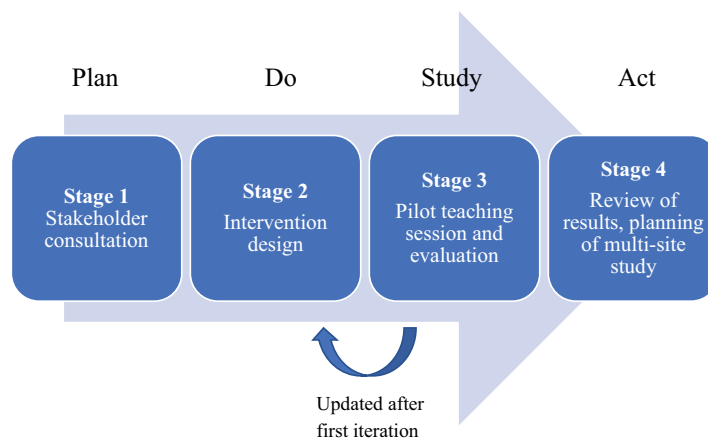 Plan Do Study Act
Stage 1
Stakeholder
consultation
Stage 2
Intervention
design
Stage 3
Pilot teaching
session and
evaluation
Stage 4
Review of
results, planning
of multi-site
study
Updated after
first iteration